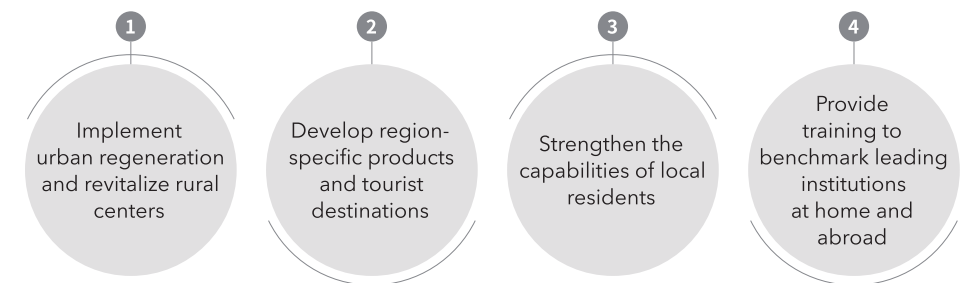 1
Implement
urban regeneration
and revitalize rural
centers
2
Develop region-
specific products
and tourist
destinations
3
Strengthen the
capabilities of local
residents
4
Provide
training to
benchmark leading
institutions
at home and
abroad